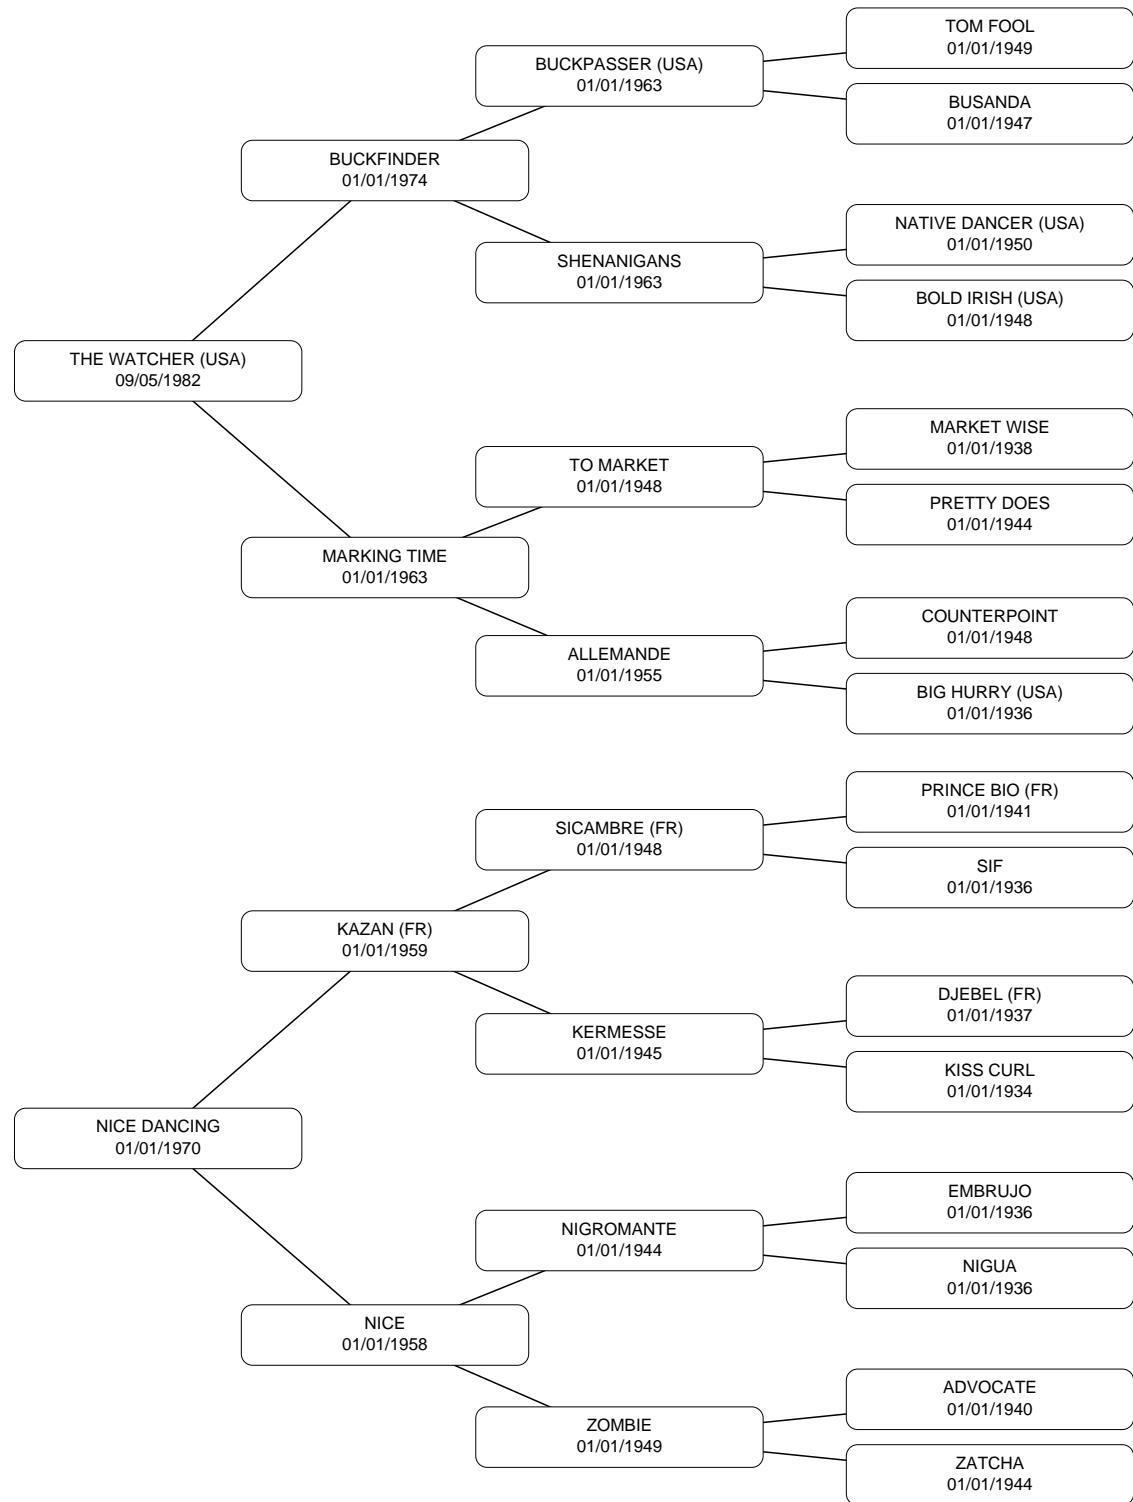 TOM FOOL
01/01/1949
BUCKPASSER (USA)
01/01/1963
BUSANDA
01/01/1947
BUCKFINDER
01/01/1974
NATIVE DANCER (USA)
01/01/1950
SHENANIGANS
01/01/1963
BOLD IRISH (USA)
01/01/1948
THE WATCHER (USA)
09/05/1982
MARKET WISE
01/01/1938
TO MARKET
01/01/1948
PRETTY DOES
01/01/1944
MARKING TIME
01/01/1963
COUNTERPOINT
01/01/1948
ALLEMANDE
01/01/1955
BIG HURRY (USA)
01/01/1936
PRINCE BIO (FR)
01/01/1941
SICAMBRE (FR)
01/01/1948
SIF
01/01/1936
KAZAN (FR)
01/01/1959
DJEBEL (FR)
01/01/1937
KERMESSE
01/01/1945
KISS CURL
01/01/1934
NICE DANCING
01/01/1970
EMBRUJO
01/01/1936
NIGROMANTE
01/01/1944
NIGUA
01/01/1936
NICE
01/01/1958
ADVOCATE
01/01/1940
ZOMBIE
01/01/1949
ZATCHA
01/01/1944